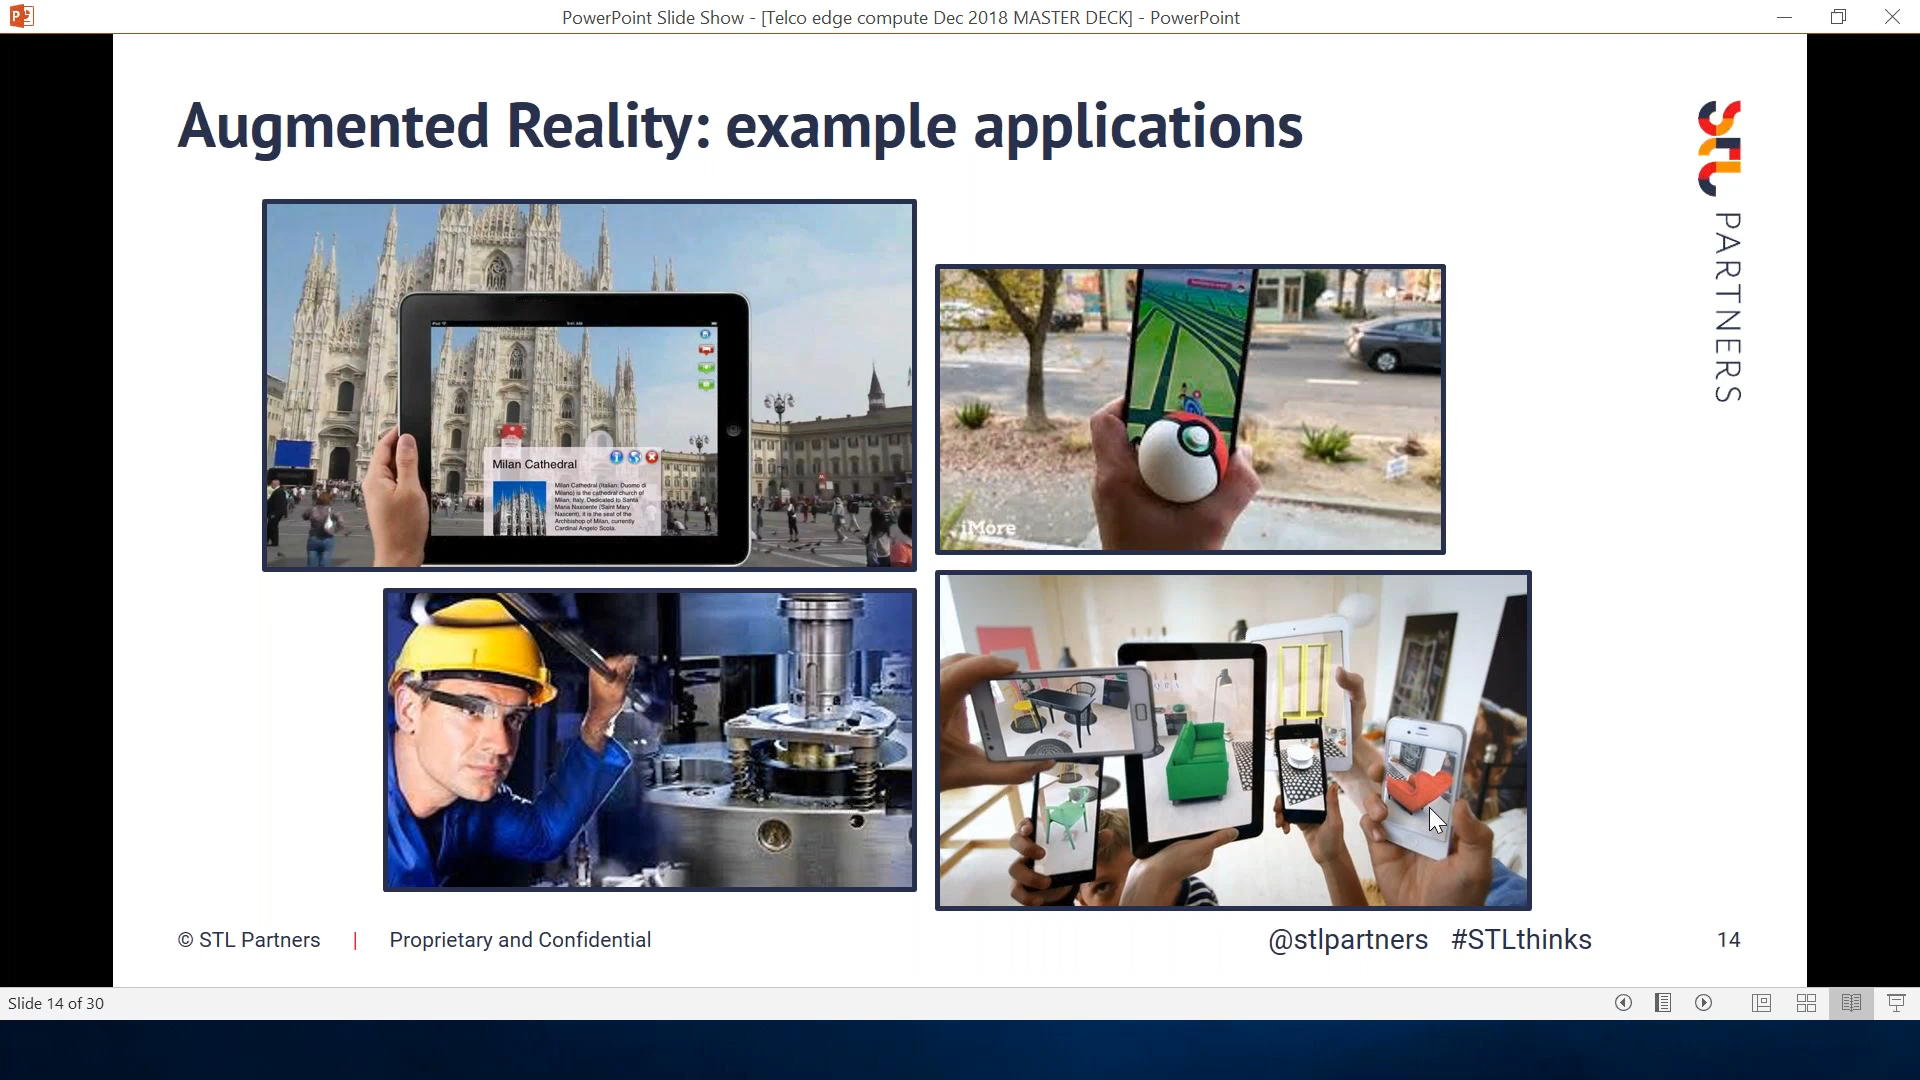 PowerPoint Slide Show - [Telco edge compute Dec 2018 MASTER DECK] - PowerPoint
Augmented Reality: example applications
STL
PARTNERS
Milan Cathedral
Milan Cathedral (Italian: Duomo di
Milano) is the cathedral church of
Milan, Italy. Dedicated to Santa
Maria Nascente (Saint Mary
Nascent), it is the seat of the
Archbishop of Milan, currently
Cardinal Angelo Scola.
iMore
© STL Partners | Proprietary and Confidential
@stlpartners #STLthinks
14
Slide 14 of 30